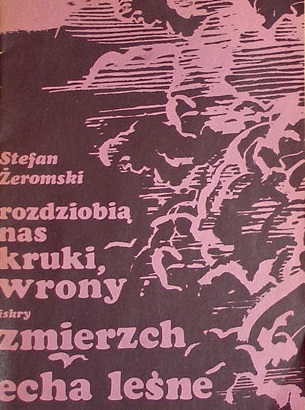 Stefan
Żeromski
rozdziobią
nas
kruki,
wrony
iskry
zmierzch
echa leśne